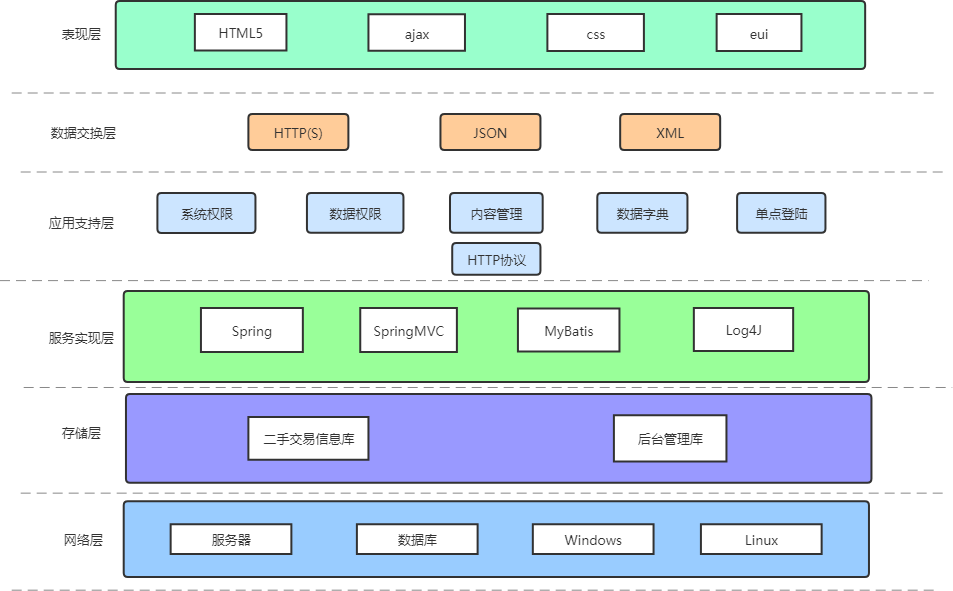 表现层
HTML5
ajax
css
eui
数据交换层
HTTP(S)
JSON
XML
应用支持层
系统权限
数据权限
内容管理
数据字典
单点登陆
HTTP协议
服务实现层
Spring
SpringMVC
MyBatis
Log4J
存储层
二手交易信息库
后台管理库
网络层
服务器
数据库
Windows
Linux